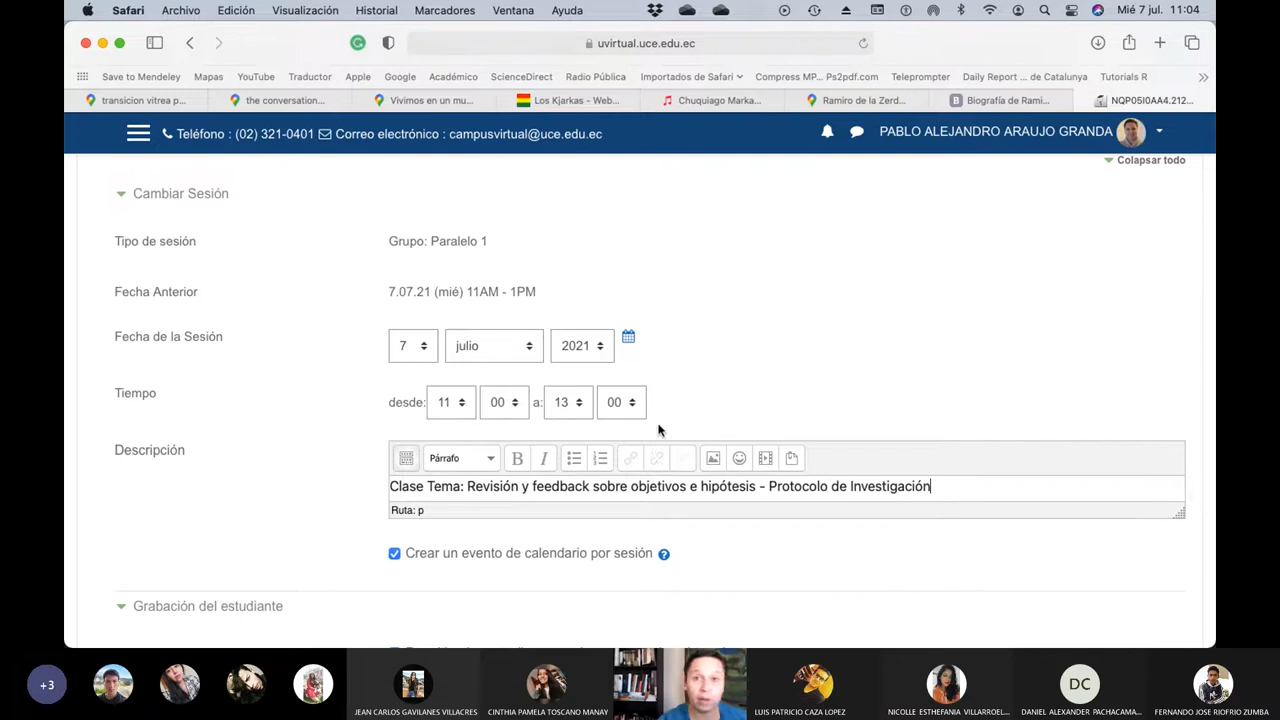 Safari Archivo Edición Visualización Historial Marcadores Ventana Ayuda Mié 7 jul. 11:04
uvirtual.uce.edu.ec
Save to Mendeley Mapas YouTube Traductor Apple Google Académico ScienceDirect Radio Pública Importados de Safari Compress MP... Ps2pdf.com Teleprompter Daily Report ... de Catalunya Tutorials R
transicion vitrea p... the conversation... Vivimos en un mu... Los Kjarkas - Web... Chuquiago Marka... Ramiro de la Zerd... Biografía de Rami... NQP05I0AA4.212...
Teléfono : (02) 321-0401 Correo electrónico : campusvirtual@uce.edu.ec PABLO ALEJANDRO ARAUJO GRANDA
Colapsar todo
Cambiar Sesión
Tipo de sesión Grupo: Paralelo 1
Fecha Anterior 7.07.21 (mié) 11AM - 1PM
Fecha de la Sesión 7 julio 2021
Tiempo desde: 11 00 a: 13 00
Descripción Párrafo B I
Clase Tema: Revisión y feedback sobre objetivos e hipótesis - Protocolo de Investigación
Ruta: p
Crear un evento de calendario por sesión ?
Grabación del estudiante
+3 JEAN CARLOS GAVILANES VILLACRES CINTHIA PAMELA TOSCANO MANAY LUIS PATRICIO CAZA LOPEZ NICOLLE ESTHEFANIA VILLARROEL... DC DANIEL ALEXANDER PACHACAMA... FERNANDO JOSE RIOFRIO ZUMBA